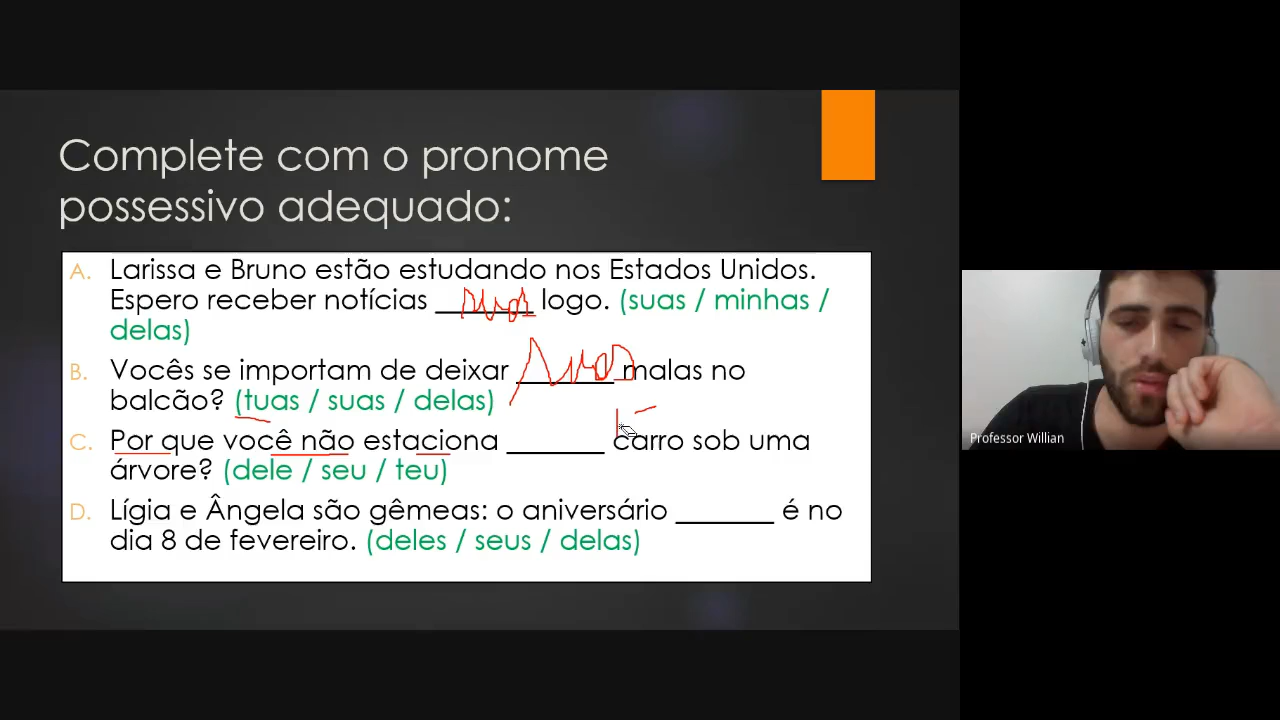 Complete com o pronome
possessivo adequado:
A. Larissa e Bruno estão estudando nos Estados Unidos.
Espero receber notícias suas logo. (suas / minhas /
delas)
B. Vocês se importam de deixar suas malas no
balcão? (tuas / suas / delas)
C. Por que você não estaciona _______ carro sob uma
árvore? (dele / seu / teu)
D. Lígia e Ângela são gêmeas: o aniversário _______ é no
dia 8 de fevereiro. (deles / seus / delas)
Professor Willian